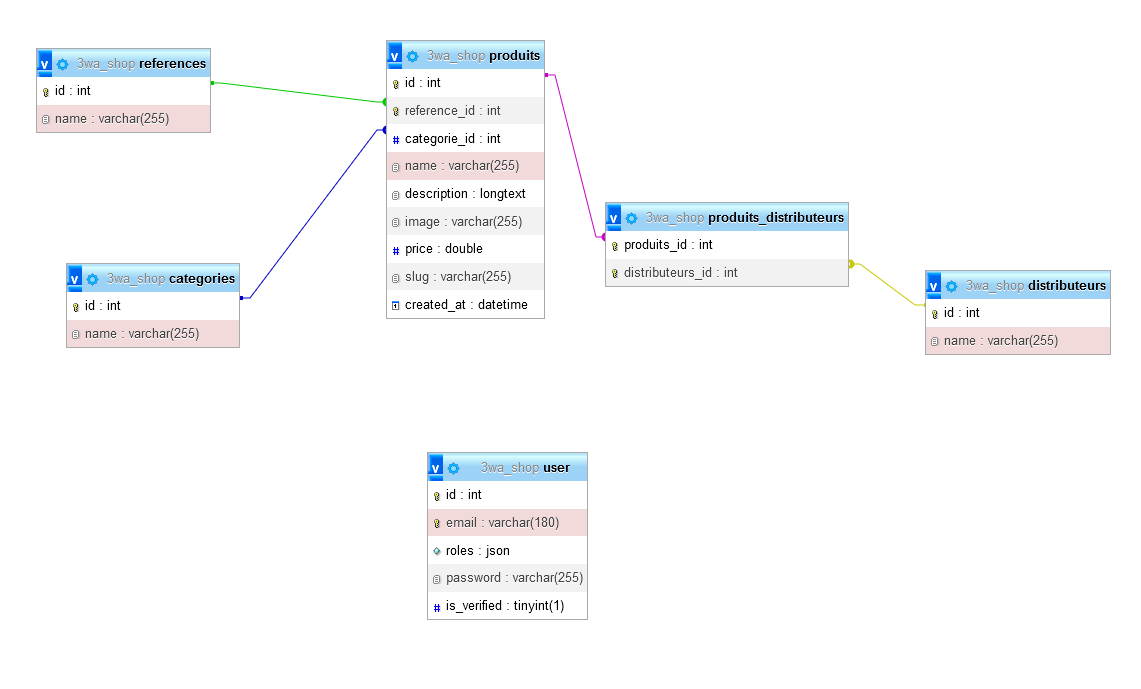 v 3wa_shop references
id : int
name : varchar(255)
v 3wa_shop produits
id : int
reference_id : int
# categorie_id : int
name : varchar(255)
description : longtext
image : varchar(255)
# price : double
slug : varchar(255)
created_at : datetime
v 3wa_shop categories
id : int
name : varchar(255)
v 3wa_shop produits_distributeurs
produits_id : int
distributeurs_id : int
v 3wa_shop distributeurs
id : int
name : varchar(255)
v 3wa_shop user
id : int
email : varchar(180)
roles : json
password : varchar(255)
# is_verified : tinyint(1)